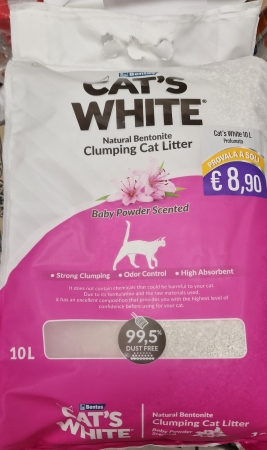 by Bentas
CAT'S
WHITE®
Natural Bentonite
Clumping Cat Litter
Cat's White 10 L
Profumata
PROVALA A SOLI
€ 8,90
Baby Powder Scented
• Strong Clumping • Odor Control • High Absorbent
It does not contain chemicals that could be harmful to your cat.
Due to its formulation and the raw materials used,
it has an excellent composition that provides you with the highest level of
confidence before using for your cat.
10 L
99,5%
DUST FREE
by Bentas
CAT'S
WHITE®
Natural Bentonite
Clumping Cat Litter
Baby Powder